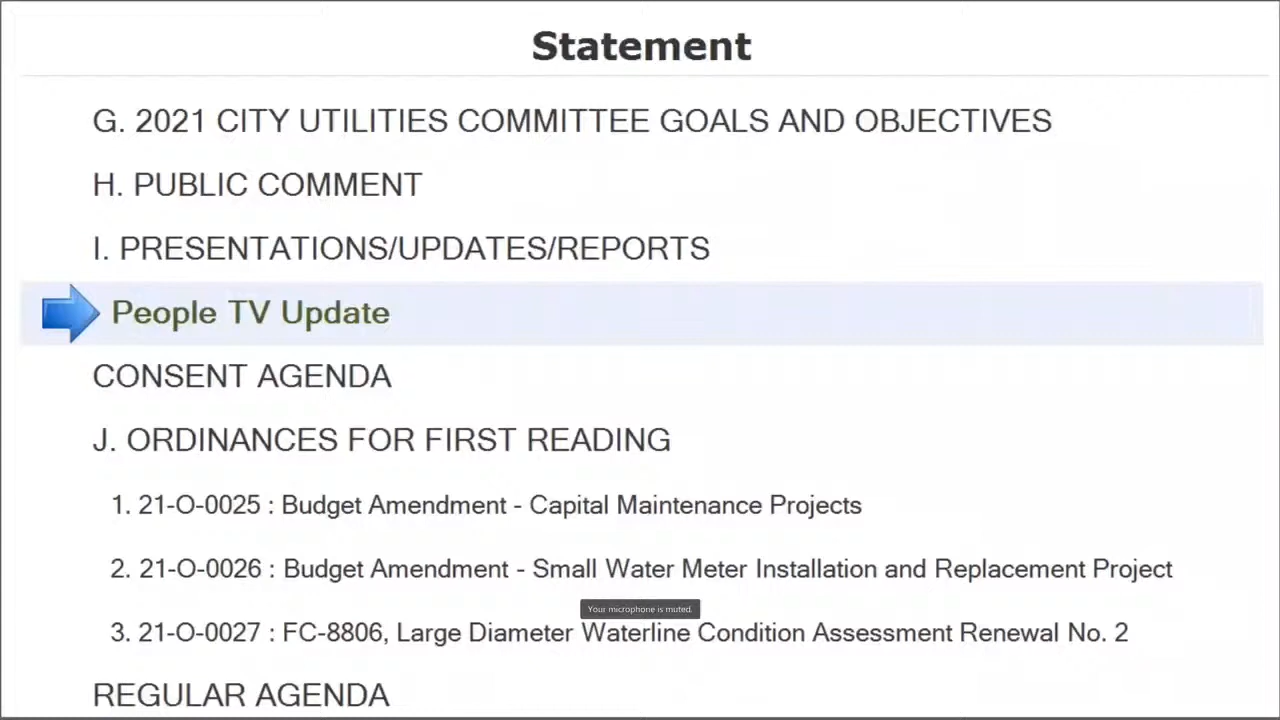 Statement
G. 2021 CITY UTILITIES COMMITTEE GOALS AND OBJECTIVES
H. PUBLIC COMMENT
I. PRESENTATIONS/UPDATES/REPORTS
People TV Update
CONSENT AGENDA
J. ORDINANCES FOR FIRST READING
1. 21-O-0025 : Budget Amendment - Capital Maintenance Projects
2. 21-O-0026 : Budget Amendment - Small Water Meter Installation and Replacement Project
Your microphone is muted.
3. 21-O-0027 : FC-8806, Large Diameter Waterline Condition Assessment Renewal No. 2
REGULAR AGENDA